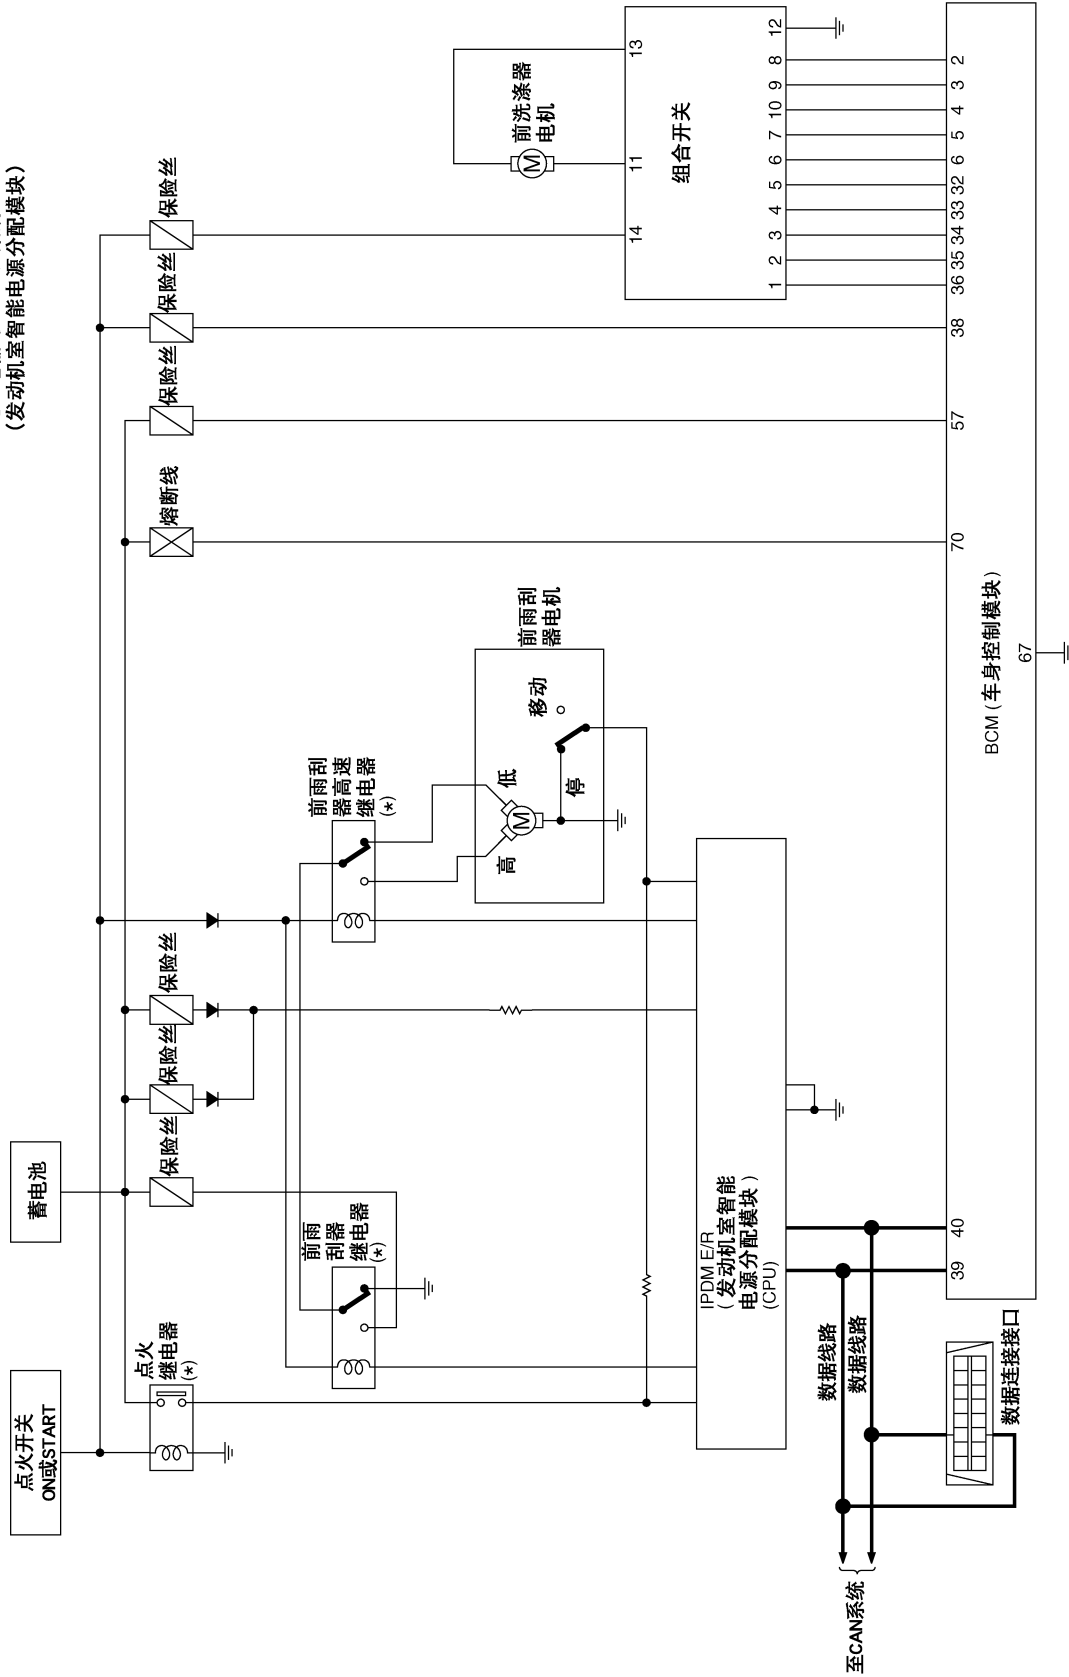 (发动机室智能电源分配模块)
点火开关
ON或START
蓄电池
点火
继电器
(*)
保险丝
保险丝
保险丝
熔断线
保险丝
保险丝
保险丝
前雨
刮器
继电器
(*)
前雨刮
器高速
继电器
(*)
前雨刮
器电机
高
低
M
停
移动
前洗涤器
电机
M
组合开关
13
11
14
12
8
9
10
7
6
5
4
3
2
1
IPDM E/R
(发动机室智能
电源分配模块)
(CPU)
BCM (车身控制模块)
2
3
4
5
6
32
33
34
35
36
38
57
70
67
40
39
数据线路
数据线路
数据连接接口
至CAN系统